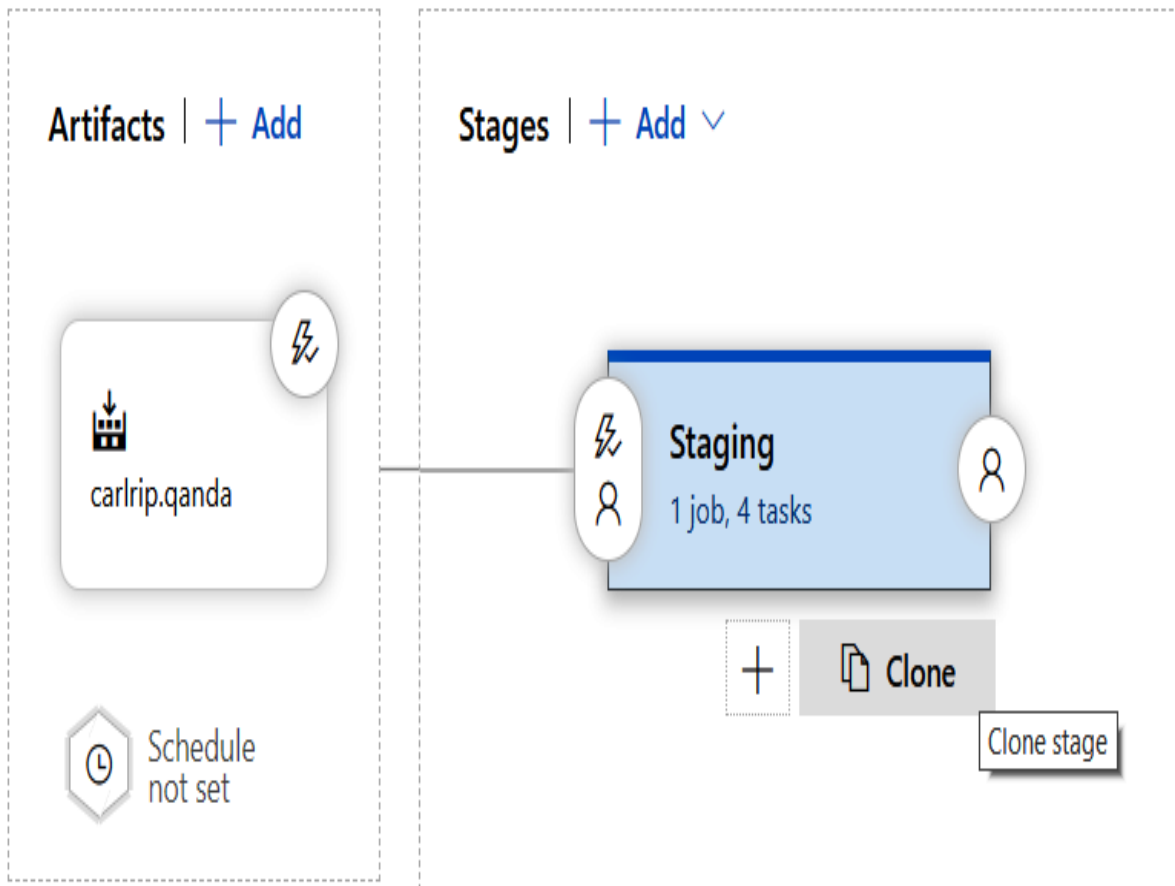 Artifacts | + Add
Stages | + Add
carlrip.qanda
Staging
1 job, 4 tasks
+
Clone
Clone stage
Schedule
not set